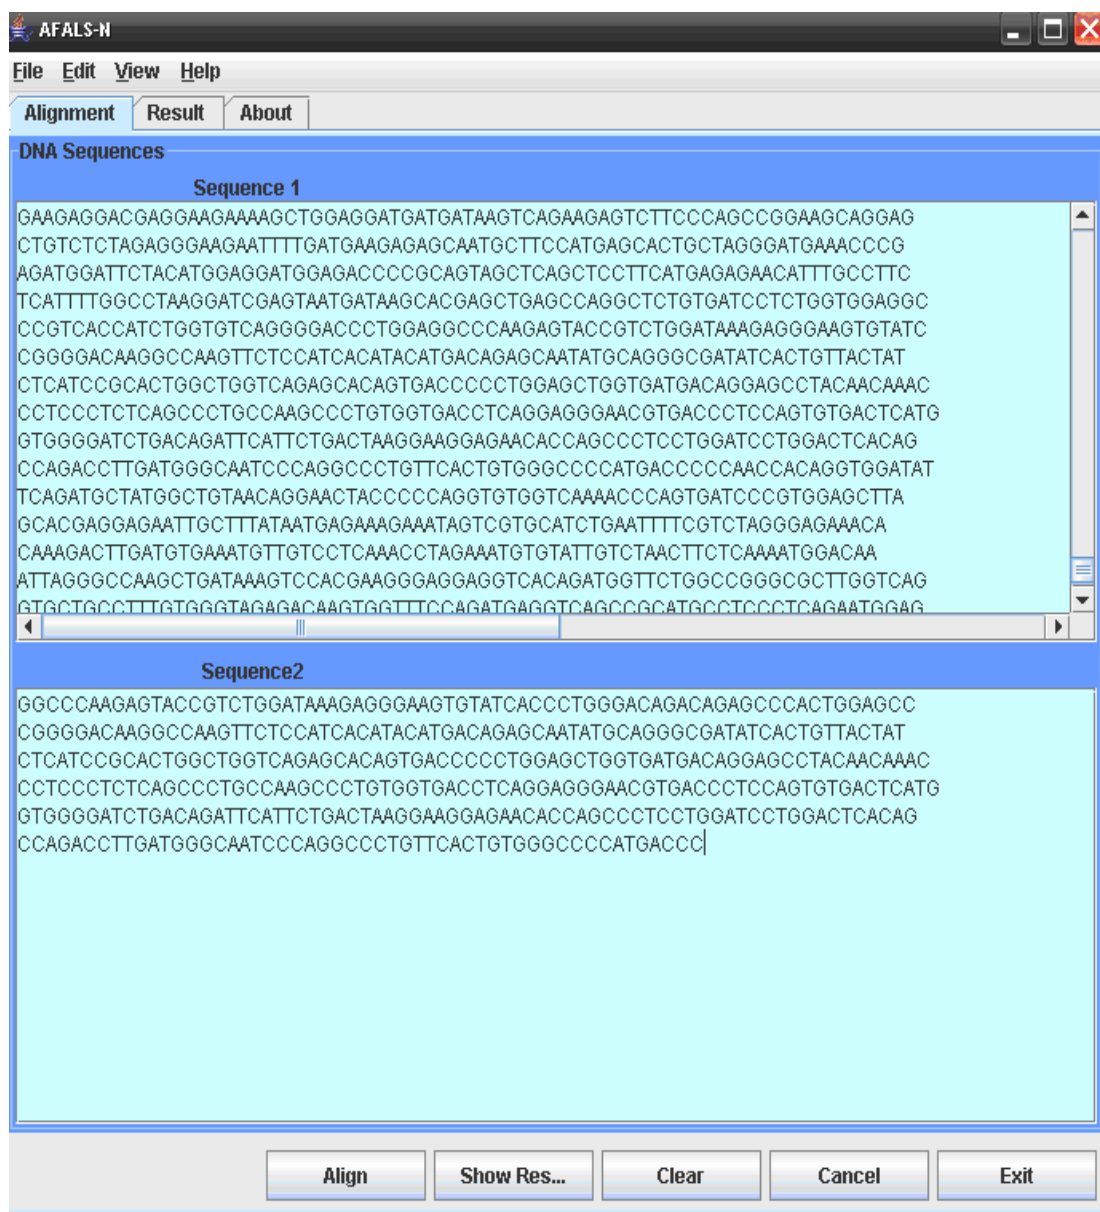 AFALS-N
File Edit View Help
Alignment Result About
DNA Sequences
Sequence 1
GAAGAGGACGAGGAAGAAAAGCTGGAGGATGATGATAAGTCAGAAGAGTCTTCCCAGCCGGAAGCAGGAG
CTGTCTCTAGAGGGAAGAATTTTGATGAAGAGAGCAATGCTTCCATGAGCACTGCTAGGGATGAAACCCG
AGATGGATTCTACATGGAGGATGGAGACCCCGCAGTAGCTCAGCTCCTTCATGAGAGAACATTTGCCTTC
TCATTTTGGCCTAAGGATCGAGTAATGATAAGCACGAGCTGAGCCAGGCTCTGTGATCCTCTGGTGGAGGC
CCGTCACCATCTGGTGTCAGGGGACCCTGGAGGCCCAAGAGTACCGTCTGGATAAAGAGGGAAGTGTATC
CGGGGACAAGGCCAAGTTCTCCATCACATACATGACAGAGCAATATGCAGGGCGATATCACTGTTACTAT
CTCATCCGCACTGGCTGGTCAGAGCACAGTGACCCCCTGGAGCTGGTGATGACAGGAGCCTACAACAAAC
CCTCCCTCTCAGCCCTGCCAAGCCCTGTGGTGACCTCAGGAGGGAACGTGACCCTCCAGTGTGACTCATG
GTGGGGATCTGACAGATTCATTCTGACTAAGGAAGGAGAACACCAGCCCTCCTGGATCCTGGACTCACAG
CCAGACCTTGATGGGCAATCCCAGGCCCTGTTCACTGTGGGCCCCATGACCCCCAACCACAGGTGGATAT
TCAGATGCTATGGCTGTAACAGGAACTACCCCCAGGTGTGGTCAAAACCCAGTGATCCCGTGGAGCTTA
GCACGAGGAGAATTGCTTTATAATGAGAAAGAAATAGTCGTGCATCTGAATTTTCGTCTAGGGAGAAACA
CAAAGACTTGATGTGAAATGTTGTCCTCAAACCTAGAAATGTGTATTGTCTAACTTCTCAAAATGGACAA
ATTAGGGCCAAGCTGATAAAGTCCACGAAGGGAGGAGGTCACAGATGGTTCTGGCCGGGCGCTTGGTCAG
GTGCTGCCTTTGTGGGTAGAGACAAGTGGTTTCCAGATGAGGTCAGCCGCATGCCTCCCTCAGAATGGAG
Sequence2
GGCCCAAGAGTACCGTCTGGATAAAGAGGGAAGTGTATCACCCTGGGACAGACAGAGCCCACTGGAGCC
CGGGGACAAGGCCAAGTTCTCCATCACATACATGACAGAGCAATATGCAGGGCGATATCACTGTTACTAT
CTCATCCGCACTGGCTGGTCAGAGCACAGTGACCCCCTGGAGCTGGTGATGACAGGAGCCTACAACAAAC
CCTCCCTCTCAGCCCTGCCAAGCCCTGTGGTGACCTCAGGAGGGAACGTGACCCTCCAGTGTGACTCATG
GTGGGGATCTGACAGATTCATTCTGACTAAGGAAGGAGAACACCAGCCCTCCTGGATCCTGGACTCACAG
CCAGACCTTGATGGGCAATCCCAGGCCCTGTTCACTGTGGGCCCCATGACCC
Align Show Res... Clear Cancel Exit